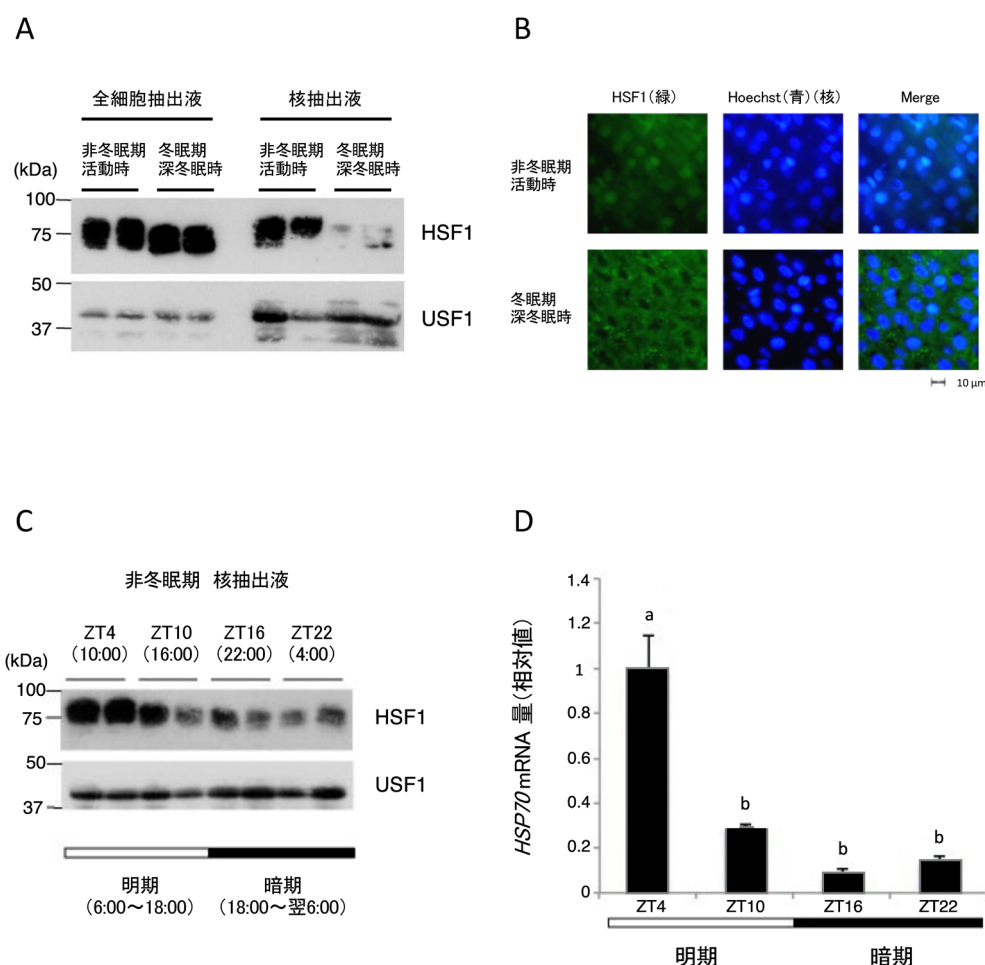 A
全細胞抽出液
核抽出液
非冬眠期
活動時
冬眠期
深冬眠時
非冬眠期
活動時
冬眠期
深冬眠時
(kDa)
100
75
HSF1
50
37
USF1
B
HSF1(緑)
Hoechst(青)(核)
Merge
非冬眠期
活動時
冬眠期
深冬眠時
10 μm
C
非冬眠期 核抽出液
ZT4
(10:00)
ZT10
(16:00)
ZT16
(22:00)
ZT22
(4:00)
(kDa)
100
75
HSF1
50
37
USF1
明期
(6:00～18:00)
暗期
(18:00～翌6:00)
D
HSP70 mRNA 量(相対値)
1.4
1.2
1
0.8
0.6
0.4
0.2
0
a
b
b
b
ZT4
ZT10
ZT16
ZT22
明期
暗期